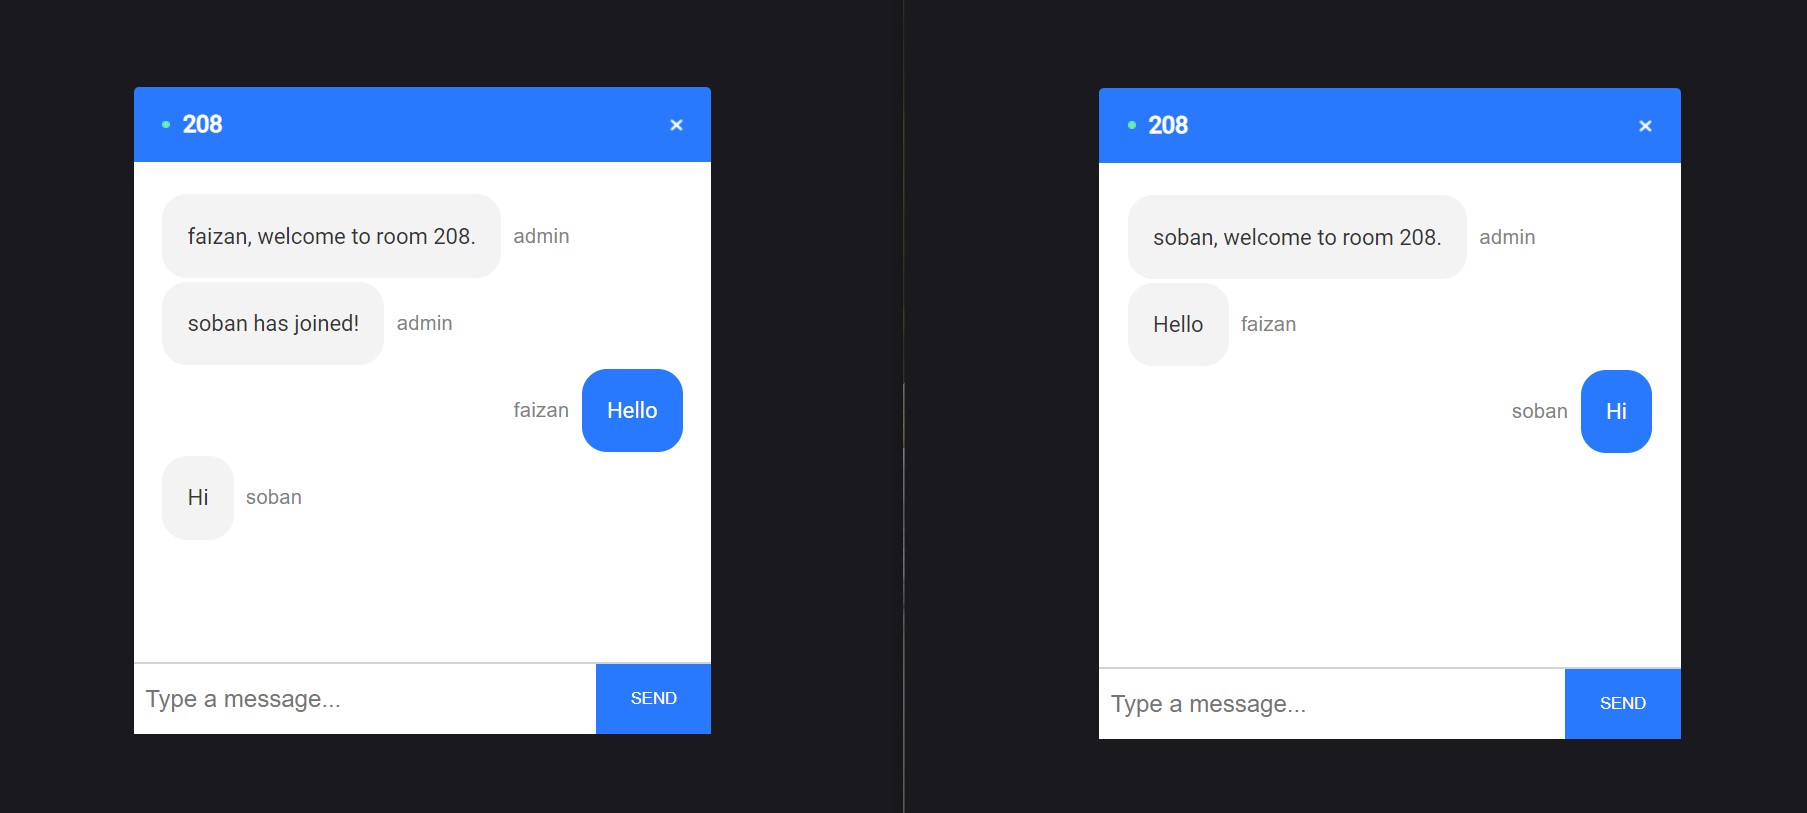 208
×
faizan, welcome to room 208. admin
soban has joined! admin
faizan Hello
Hi soban
Type a message... SEND
208
×
soban, welcome to room 208. admin
Hello faizan
soban Hi
Type a message... SEND